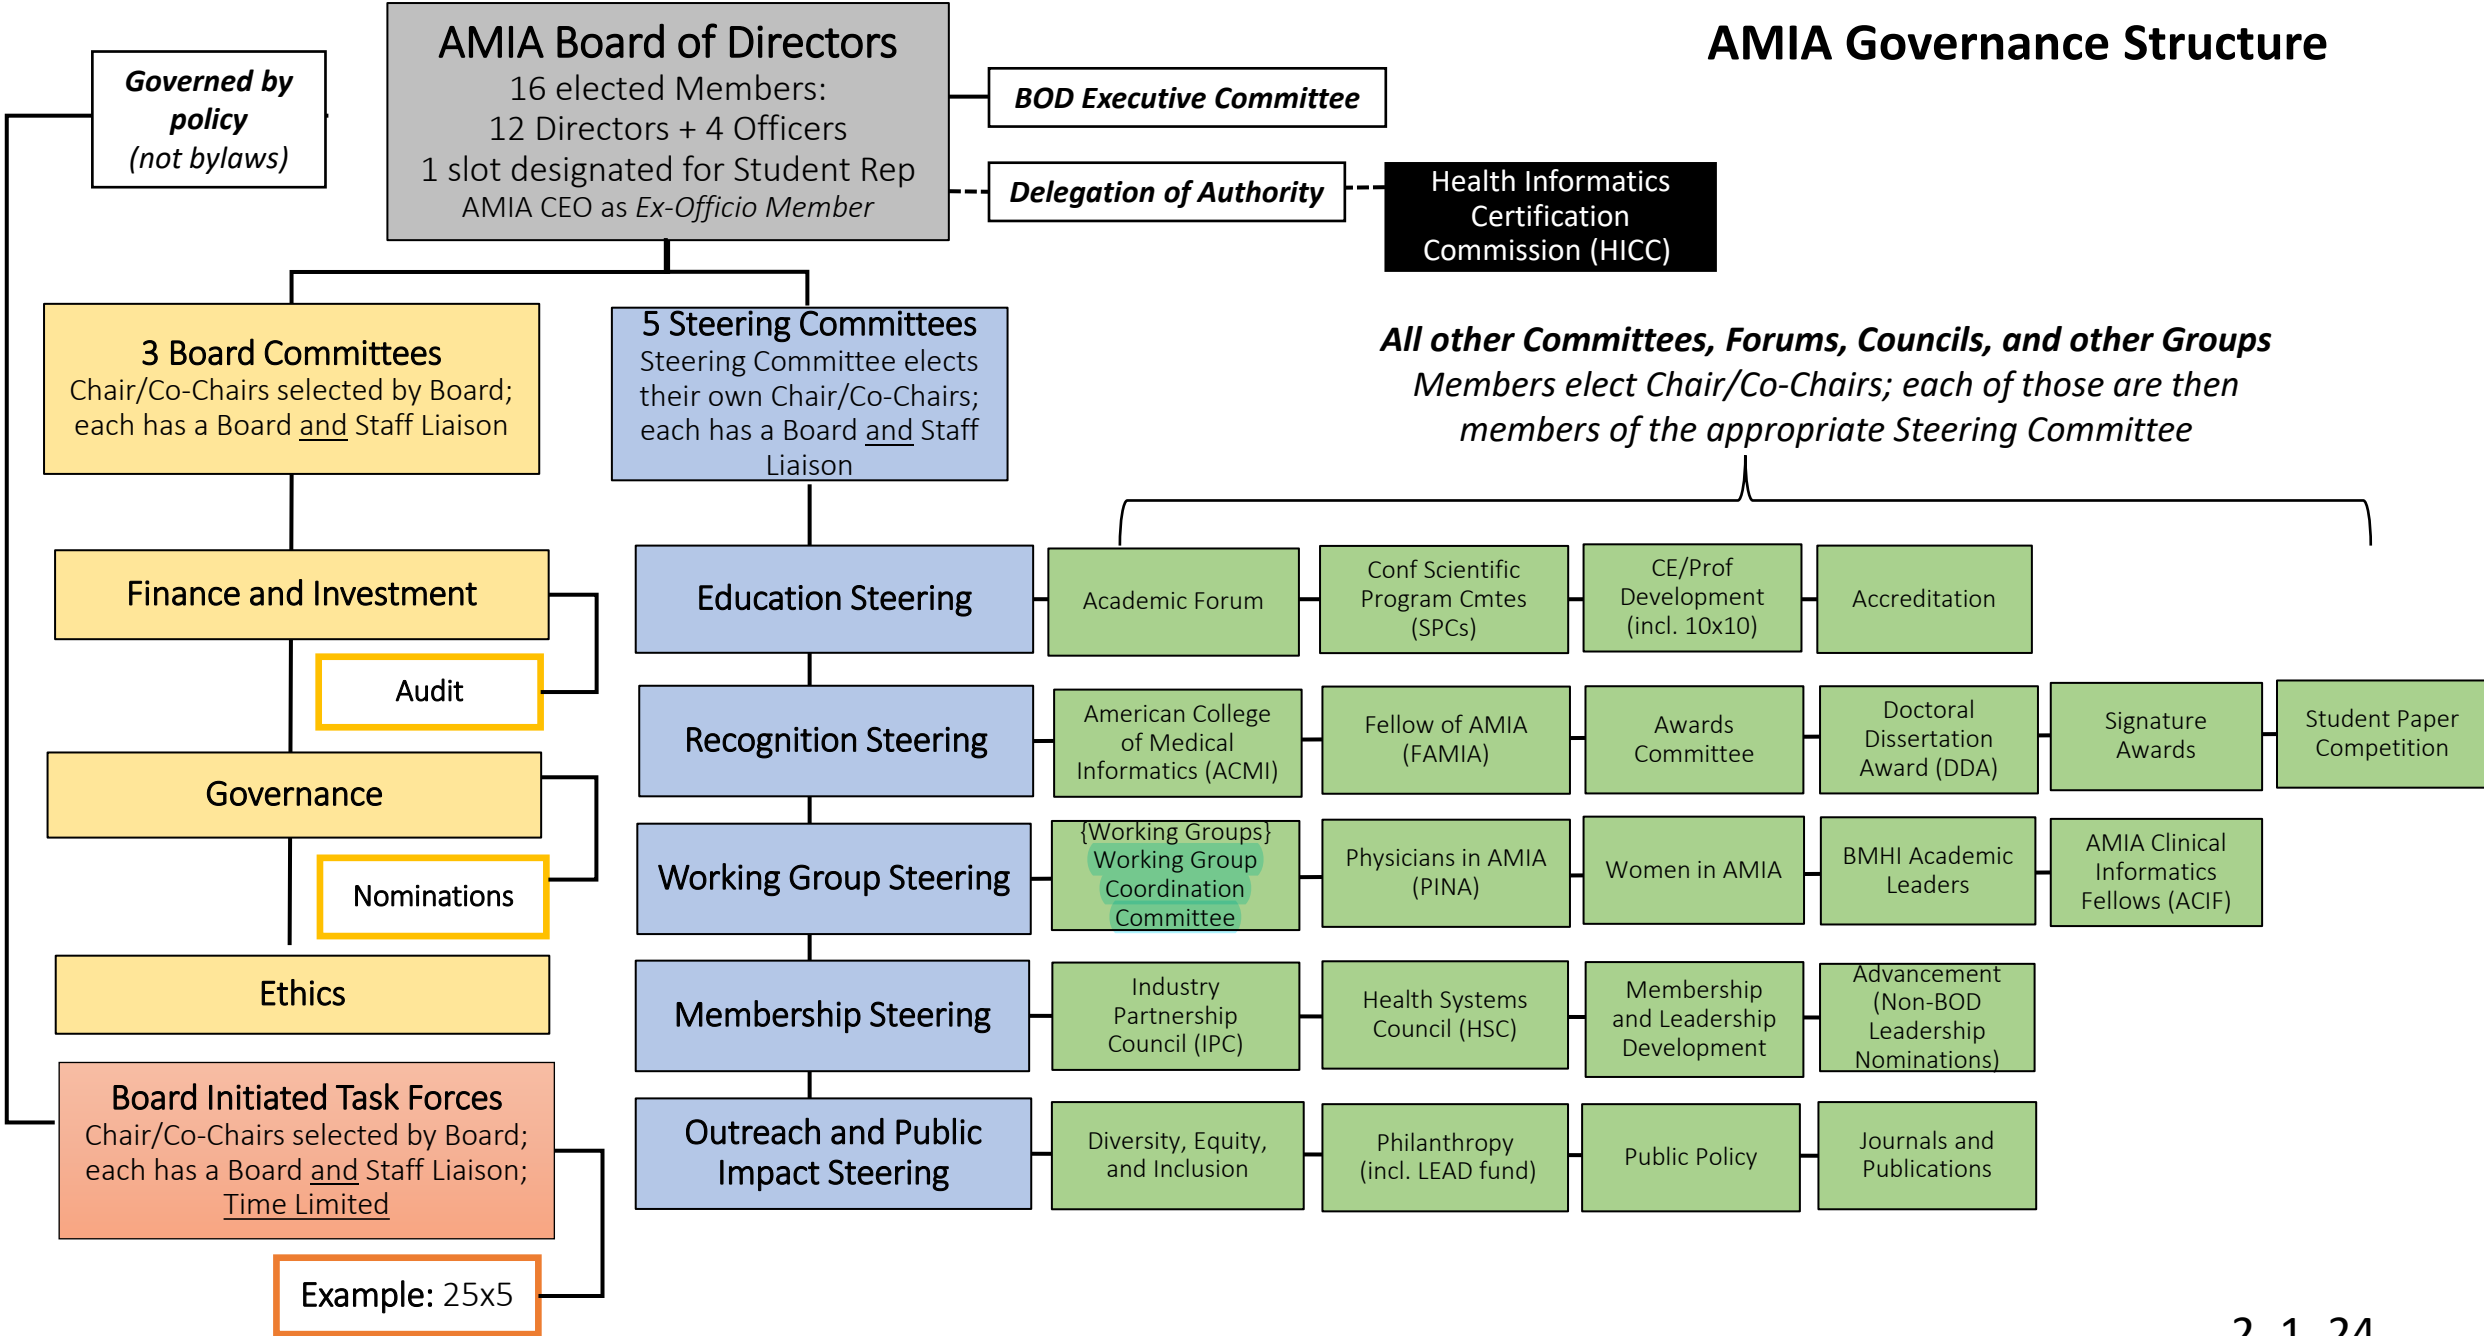 AMIA Governance Structure
AMIA Board of Directors
16 elected Members:
12 Directors + 4 Officers
1 slot designated for Student Rep
AMIA CEO as Ex-Officio Member
Governed by
policy
(not bylaws)
BOD Executive Committee
Delegation of Authority
Health Informatics
Certification
Commission (HICC)
3 Board Committees
Chair/Co-Chairs selected by Board;
each has a Board and Staff Liaison
5 Steering Committees
Steering Committee elects
their own Chair/Co-Chairs;
each has a Board and Staff
Liaison
All other Committees, Forums, Councils, and other Groups
Members elect Chair/Co-Chairs; each of those are then
members of the appropriate Steering Committee
Finance and Investment
Audit
Governance
Nominations
Ethics
Board Initiated Task Forces
Chair/Co-Chairs selected by Board;
each has a Board and Staff Liaison;
Time Limited
Example: 25x5
Education Steering
Academic Forum
Conf Scientific
Program Cmtes
(SPCs)
CE/Prof
Development
(incl. 10x10)
Accreditation
Recognition Steering
American College
of Medical
Informatics (ACMI)
Fellow of AMIA
(FAMIA)
Awards
Committee
Doctoral
Dissertation
Award (DDA)
Signature
Awards
Student Paper
Competition
Working Group Steering
{Working Groups}
Working Group
Coordination
Committee
Physicians in AMIA
(PINA)
Women in AMIA
BMHI Academic
Leaders
AMIA Clinical
Informatics
Fellows (ACIF)
Membership Steering
Industry
Partnership
Council (IPC)
Health Systems
Council (HSC)
Membership
and Leadership
Development
Advancement
(Non-BOD
Leadership
Nominations)
Outreach and Public
Impact Steering
Diversity, Equity,
and Inclusion
Philanthropy
(incl. LEAD fund)
Public Policy
Journals and
Publications
2 1 24